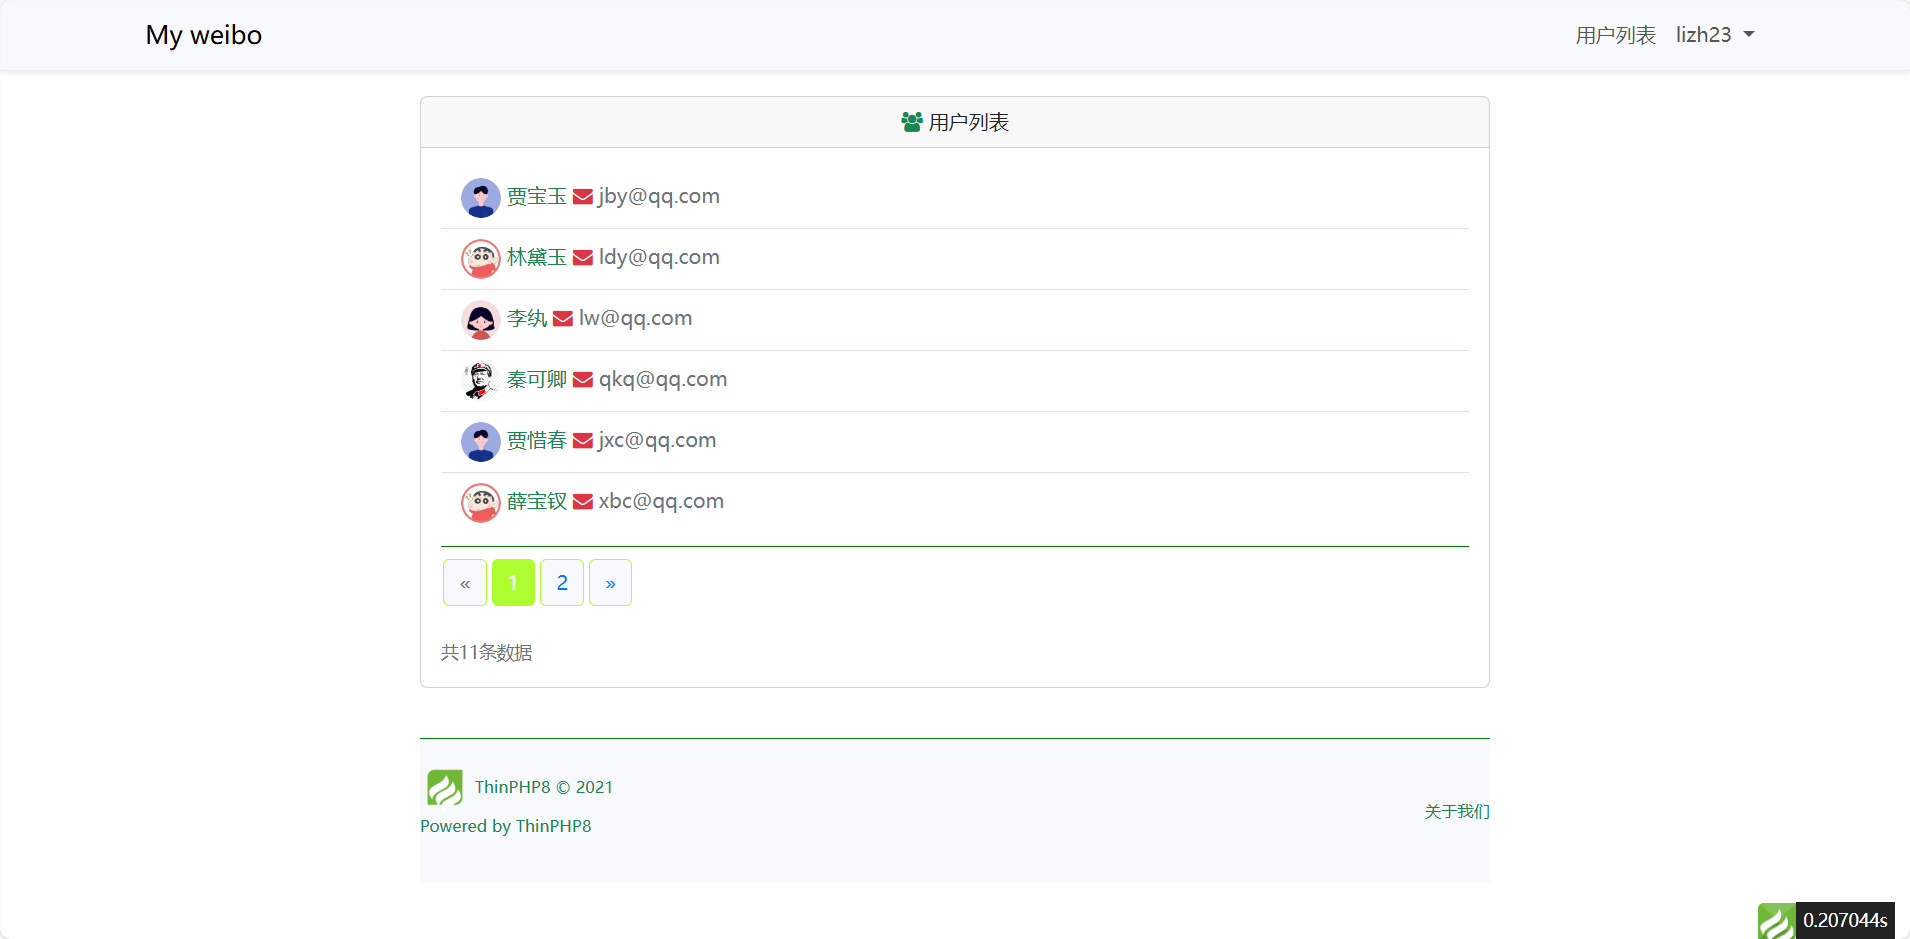 My weibo
用户列表 lizh23
用户列表
贾宝玉 jby@qq.com
林黛玉 ldy@qq.com
李纨 lw@qq.com
秦可卿 qkq@qq.com
贾惜春 jxc@qq.com
薛宝钗 xbc@qq.com
« 1 2 »
共11条数据
ThinPHP8 © 2021
Powered by ThinPHP8
关于我们
0.207044s